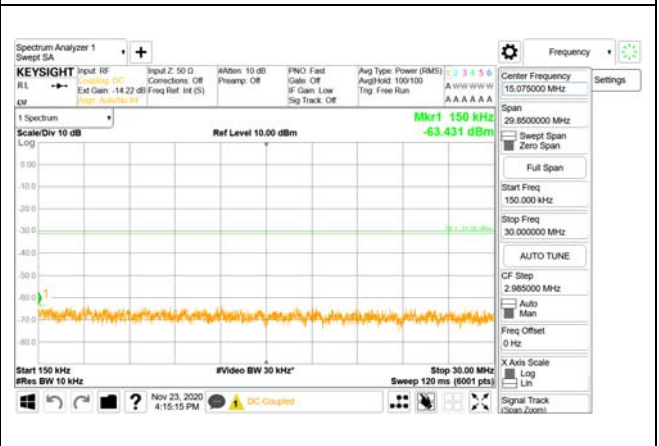 Spectrum Analyzer 1
Swept SA
Frequency
KEYSIGHT
Input: RF
Input Z: 50 Ω
#Atten: 10 dB
PNO: Fast
Avg Type: Power (RMS)
1 2 3 4 5 6
RL
Coupling: DC
Corrections: Off
Preamp: Off
Gate: Off
Avg|Hold: 100/100
A W W W W W
Ext Gain: -14.22 dB
Freq Ref: Int (S)
IF Gain: Low
Trig: Free Run
Align: Auto/No RF
Sig Track: Off
A A A A A A
1 Spectrum
Mkr1 150 kHz
Scale/Div 10 dB
Ref Level 10.00 dBm
-63.431 dBm
Log
0.00
-10.0
-20.0
-30.0
-40.0
-50.0
-60.0
1
-70.0
-80.0
Start 150 kHz
#Video BW 30 kHz*
Stop 30.00 MHz
#Res BW 10 kHz
Sweep 120 ms (6001 pts)
? Nov 23, 2020
4:15:15 PM
DC Coupled
Center Frequency
15.075000 MHz
Settings
Span
29.8500000 MHz
Swept Span
Zero Span
Full Span
Start Freq
150.000 kHz
Stop Freq
30.000000 MHz
AUTO TUNE
CF Step
2.985000 MHz
Auto
Man
Freq Offset
0 Hz
X Axis Scale
Log
Lin
Signal Track
(Span Zoom)